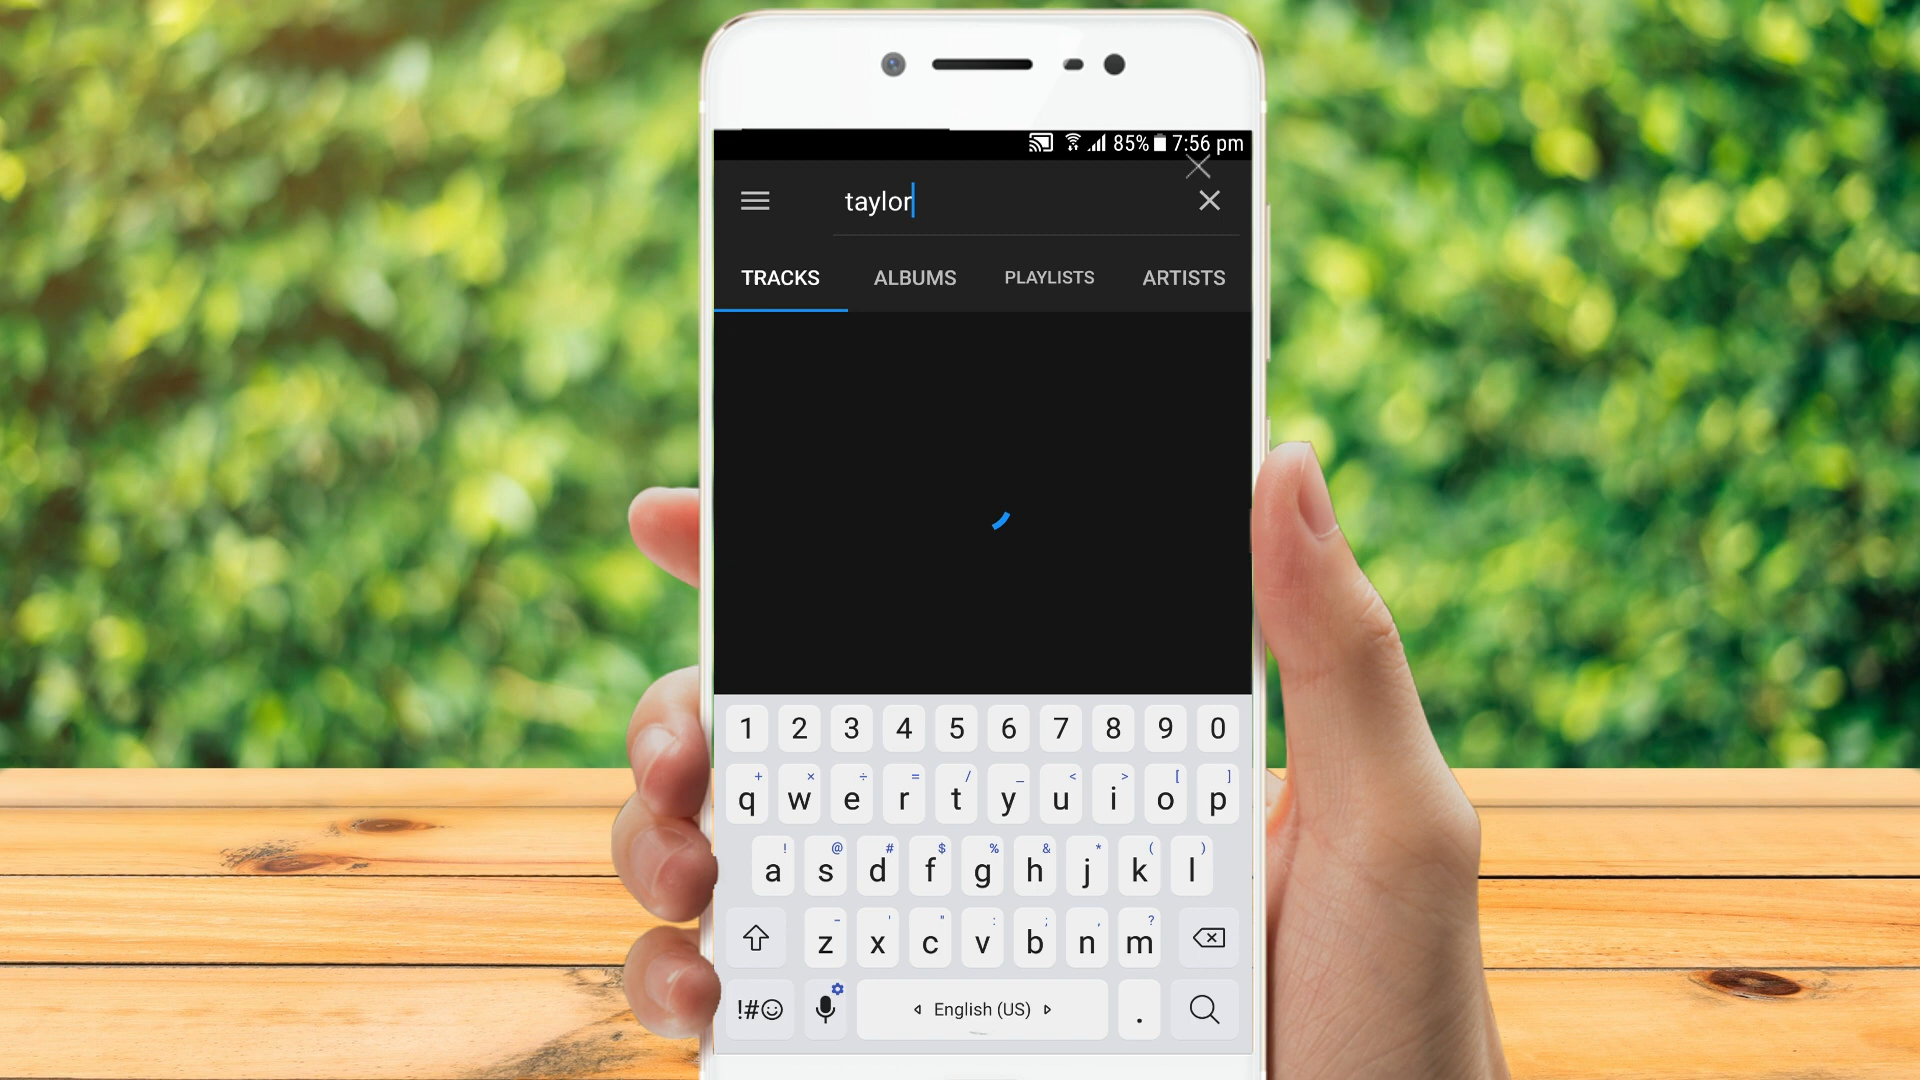 85% 7:56 pm
taylor
TRACKS ALBUMS PLAYLISTS ARTISTS
1 2 3 4 5 6 7 8 9 0
+ × ÷ = / _ < > [ ]
q w e r t y u i o p
! @ # $ % & * ( )
a s d f g h j k l
- ' " : ; , ?
z x c v b n m
!#☺ English (US) .